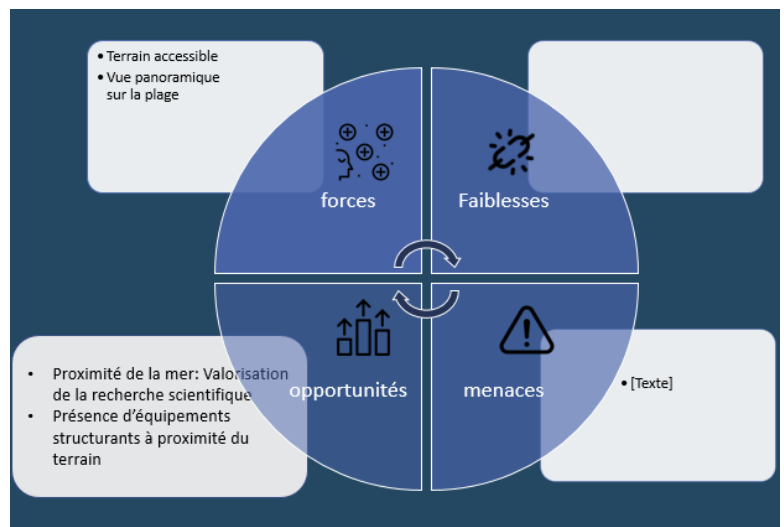 • Terrain accessible
• Vue panoramique
sur la plage
forces
Faiblesses
• Proximité de la mer: Valorisation
de la recherche scientifique
• Présence d’équipements
structurants à proximité du
terrain
opportunités
menaces
• [Texte]